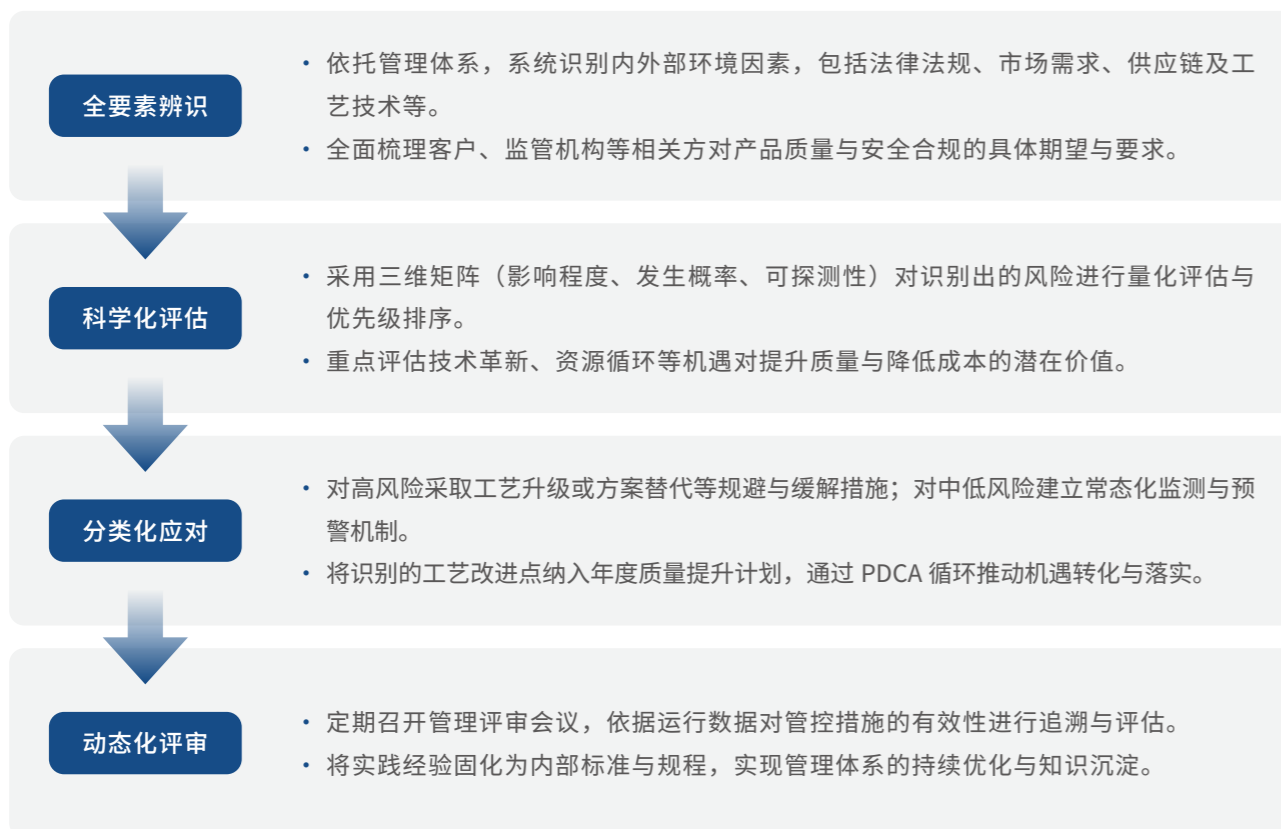 全要素辨识
· 依托管理体系，系统识别内外部环境因素，包括法律法规、市场需求、供应链及工
艺技术等。
· 全面梳理客户、监管机构等相关方对产品质量与安全合规的具体期望与要求。
科学化评估
· 采用三维矩阵（影响程度、发生概率、可探测性）对识别出的风险进行量化评估与
优先级排序。
· 重点评估技术革新、资源循环等机遇对提升质量与降低成本的潜在价值。
分类化应对
· 对高风险采取工艺升级或方案替代等规避与缓解措施；对中低风险建立常态化监测与预
警机制。
· 将识别的工艺改进点纳入年度质量提升计划，通过 PDCA 循环推动机遇转化与落实。
动态化评审
· 定期召开管理评审会议，依据运行数据对管控措施的有效性进行追溯与评估。
· 将实践经验固化为内部标准与规程，实现管理体系的持续优化与知识沉淀。